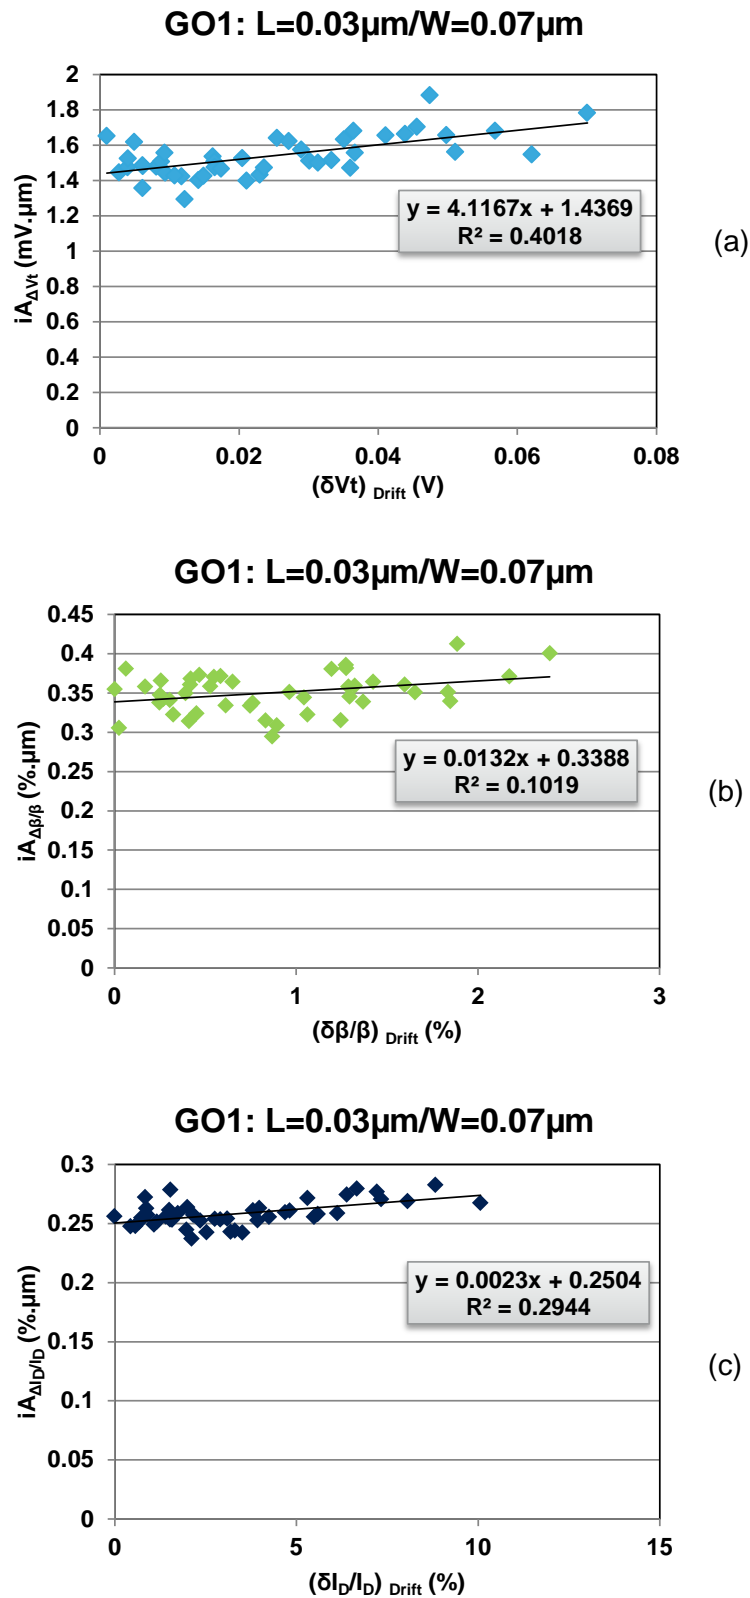 GO1: L=0.03µm/W=0.07µm
2
1.8
1.6
1.4
1.2
1
0.8
0.6
0.4
0.2
0
iA ΔVt (mV.µm)
y = 4.1167x + 1.4369
R² = 0.4018
(a)
0 0.02 0.04 0.06 0.08
(δVt) Drift (V)
GO1: L=0.03µm/W=0.07µm
0.45
0.4
0.35
0.3
0.25
0.2
0.15
0.1
0.05
0
iA Δβ/β (%.µm)
y = 0.0132x + 0.3388
R² = 0.1019
(b)
0 1 2 3
(δβ/β) Drift (%)
GO1: L=0.03µm/W=0.07µm
0.3
0.25
0.2
0.15
0.1
0.05
0
iA ΔID/ID (%.µm)
y = 0.0023x + 0.2504
R² = 0.2944
(c)
0 5 10 15
(δID/ID) Drift (%)